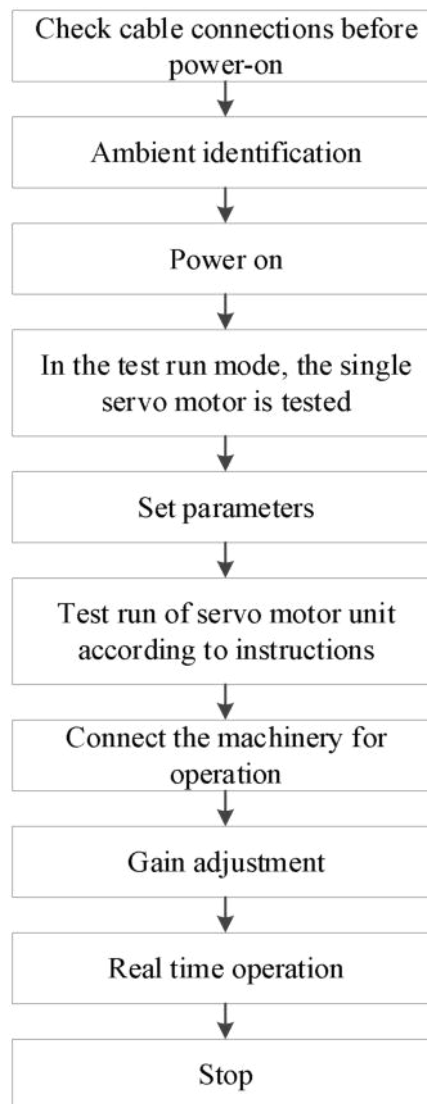 Check cable connections before
power-on
Ambient identification
Power on
In the test run mode, the single
servo motor is tested
Set parameters
Test run of servo motor unit
according to instructions
Connect the machinery for
operation
Gain adjustment
Real time operation
Stop